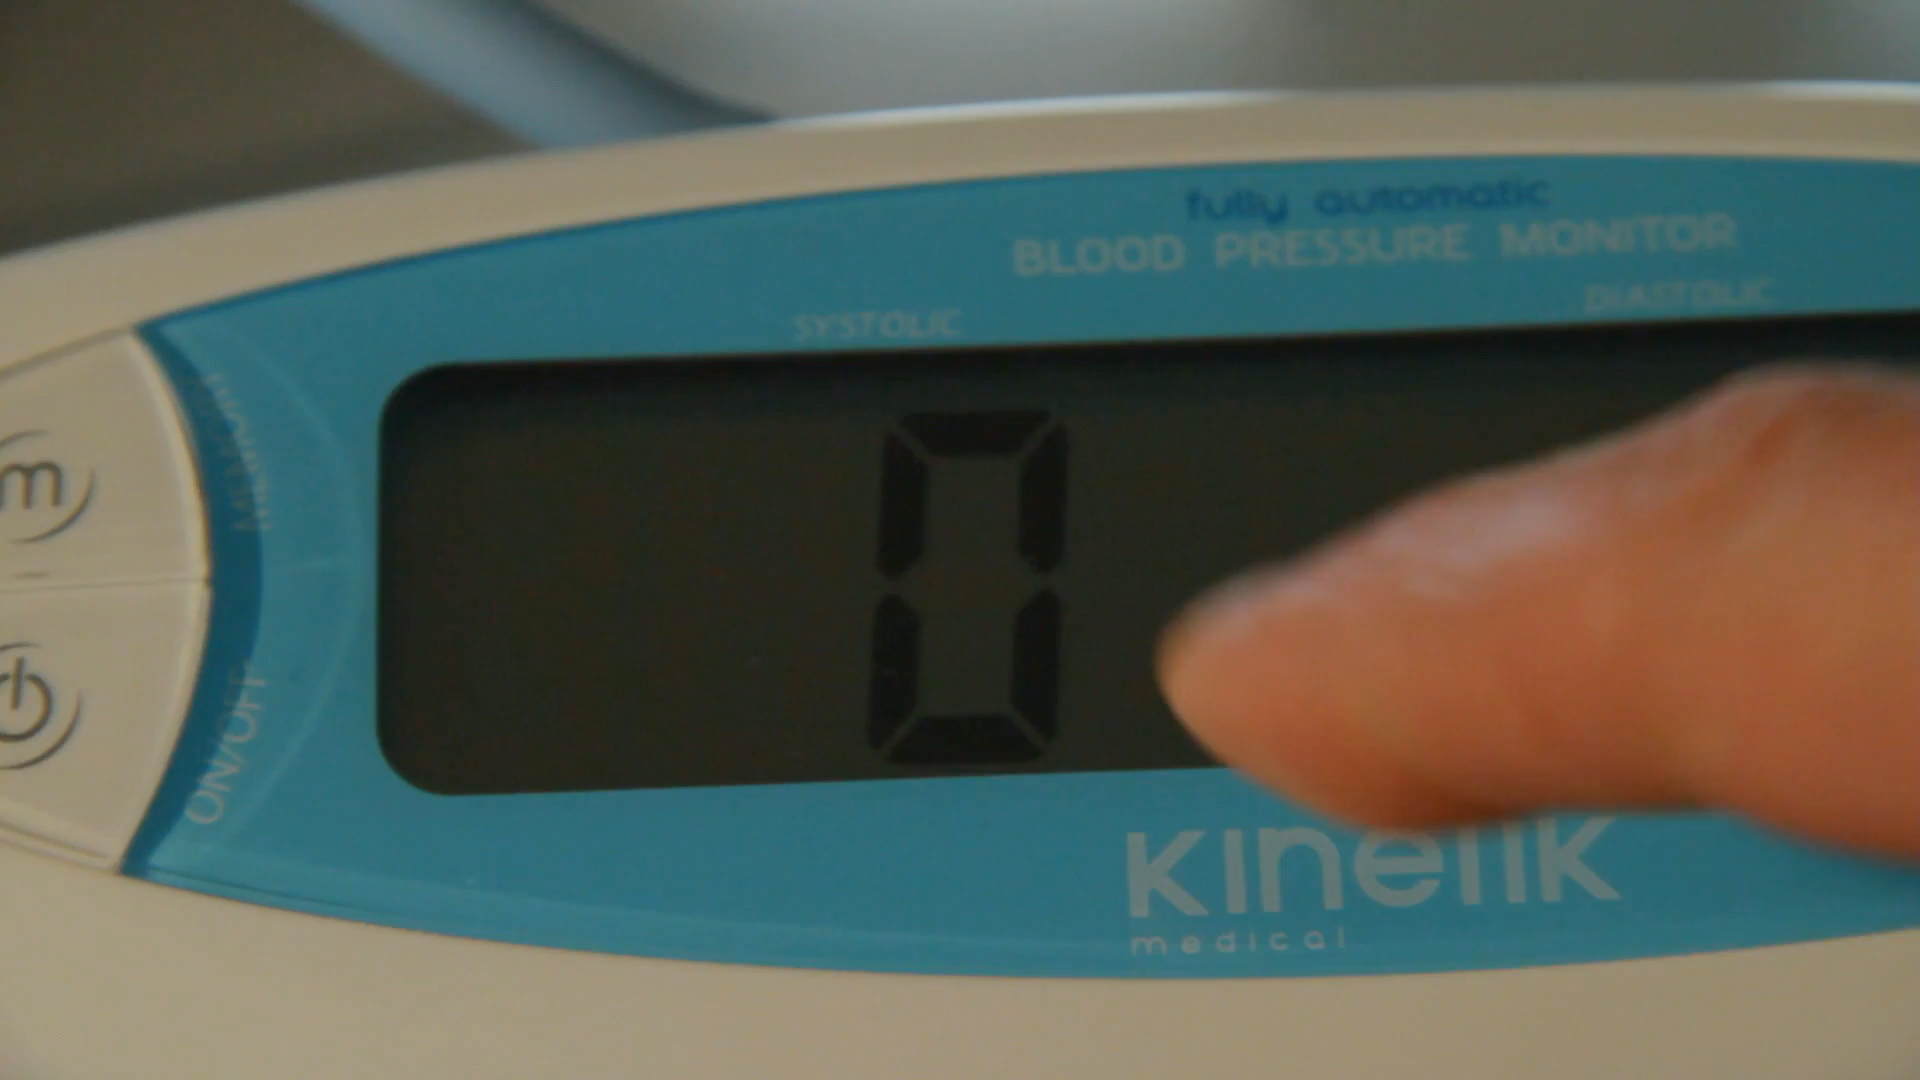 fully automatic
BLOOD PRESSURE MONITOR
SYSTOLIC
DIASTOLIC
m
MEMORY
0
ON/OFF
kinetik
medical